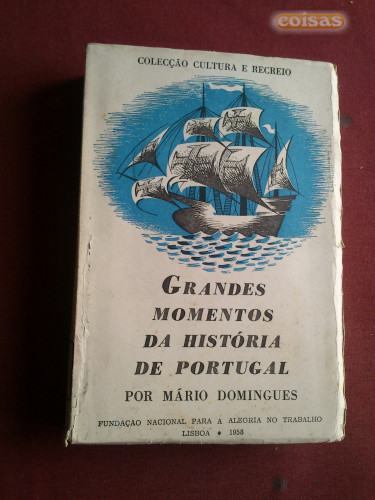 coisas
COLECÇÃO CULTURA E RECREIO
GRANDES
MOMENTOS
DA HISTÓRIA
DE PORTUGAL
POR MÁRIO DOMINGUES
FUNDAÇÃO NACIONAL PARA A ALEGRIA NO TRABALHO
LISBOA • 1958